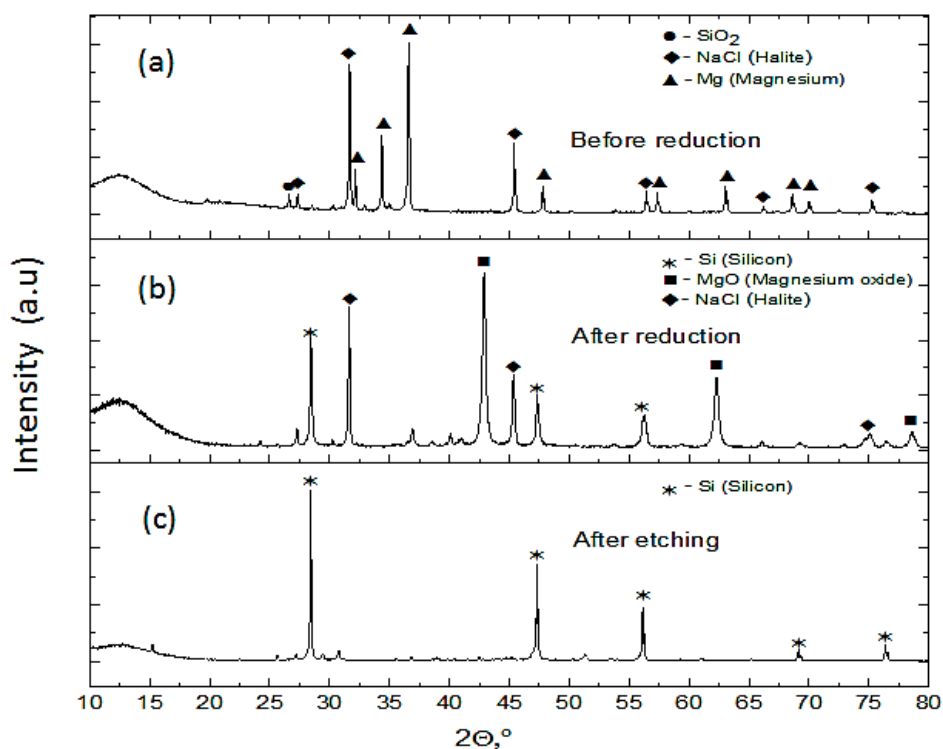 Intensity (a.u)
(a)
- SiO₂
- NaCl (Halite)
- Mg (Magnesium)
Before reduction
(b)
- Si (Silicon)
- MgO (Magnesium oxide)
- NaCl (Halite)
After reduction
(c)
- Si (Silicon)
After etching
10 15 20 25 30 35 40 45 50 55 60 65 70 75 80
2Θ,°